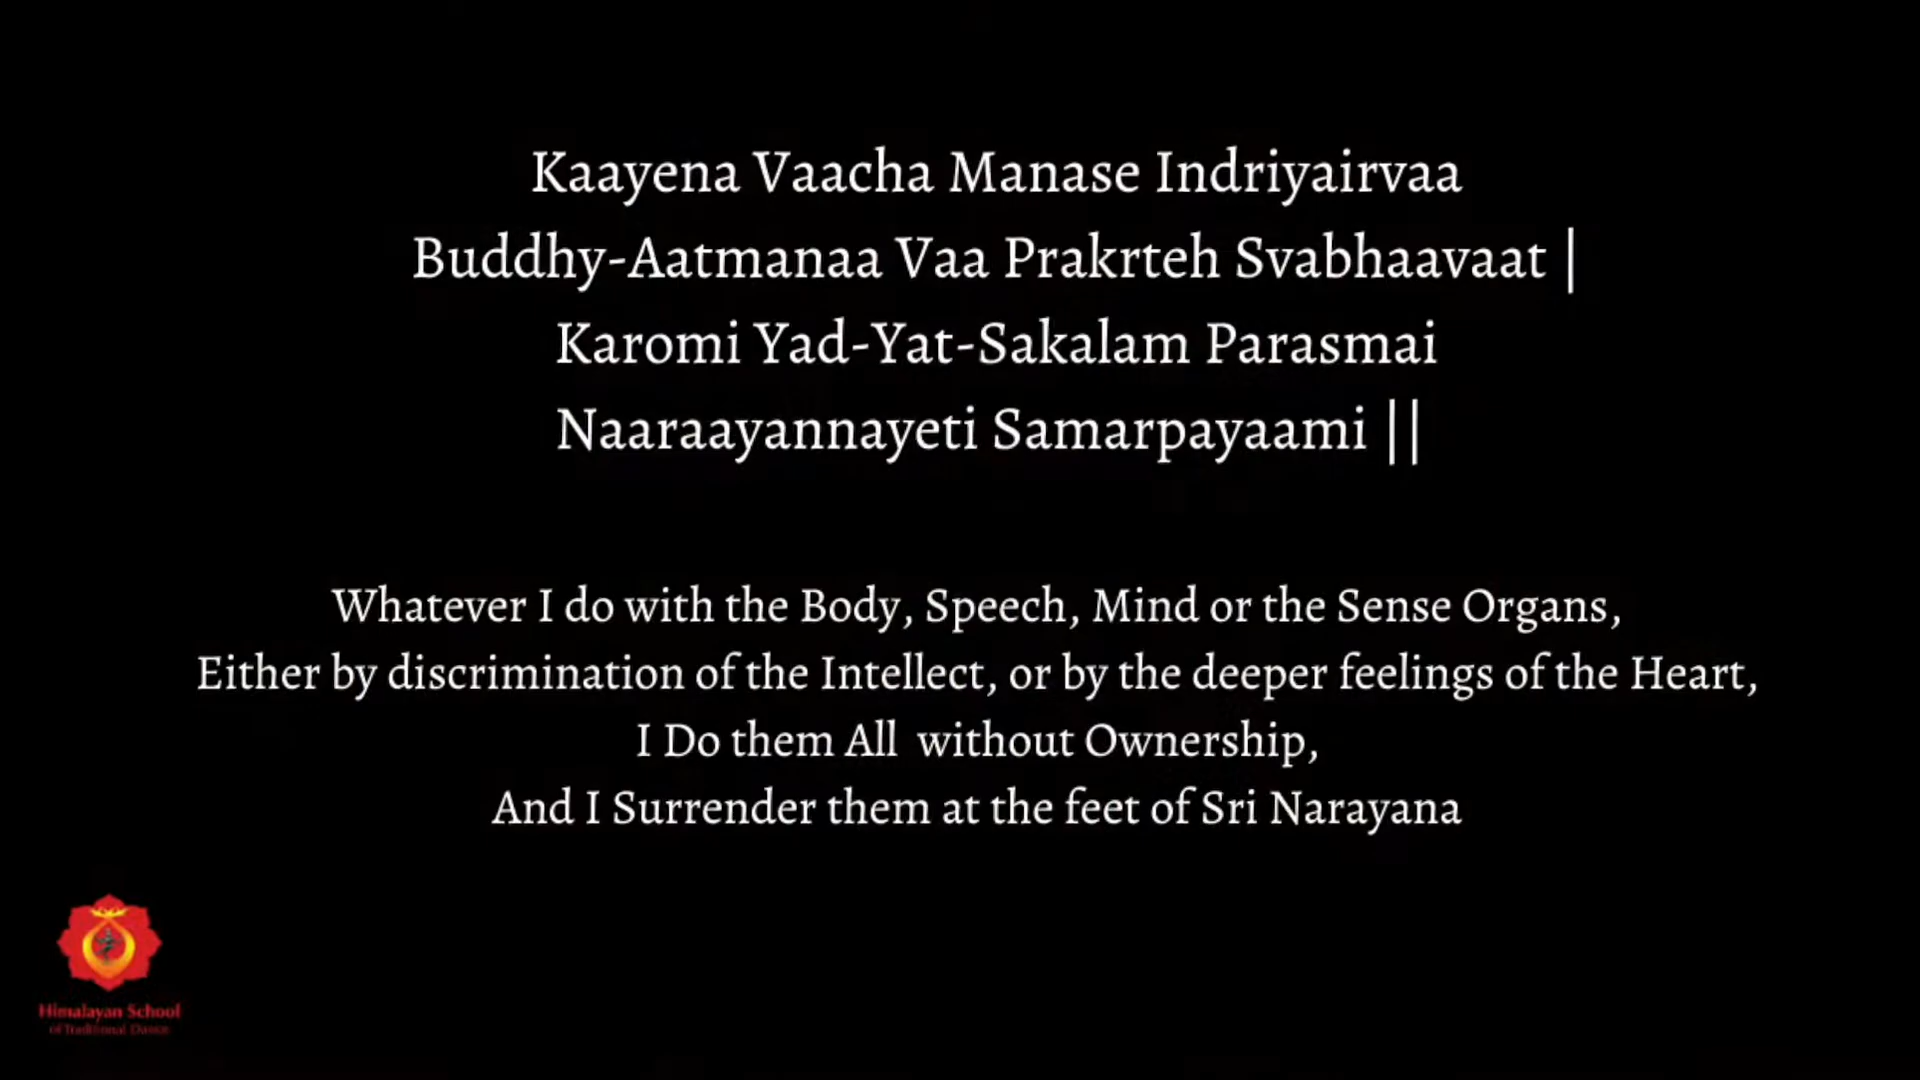 Kaayena Vaacha Manase Indriyairvaa
Buddhy-Aatmanaa Vaa Prakrteh Svabhaavaat |
Karomi Yad-Yat-Sakalam Parasmai
Naaraayannayeti Samarpayaami ||
Whatever I do with the Body, Speech, Mind or the Sense Organs,
Either by discrimination of the Intellect, or by the deeper feelings of the Heart,
I Do them All without Ownership,
And I Surrender them at the feet of Sri Narayana
Himalayan School
of Traditional Dance